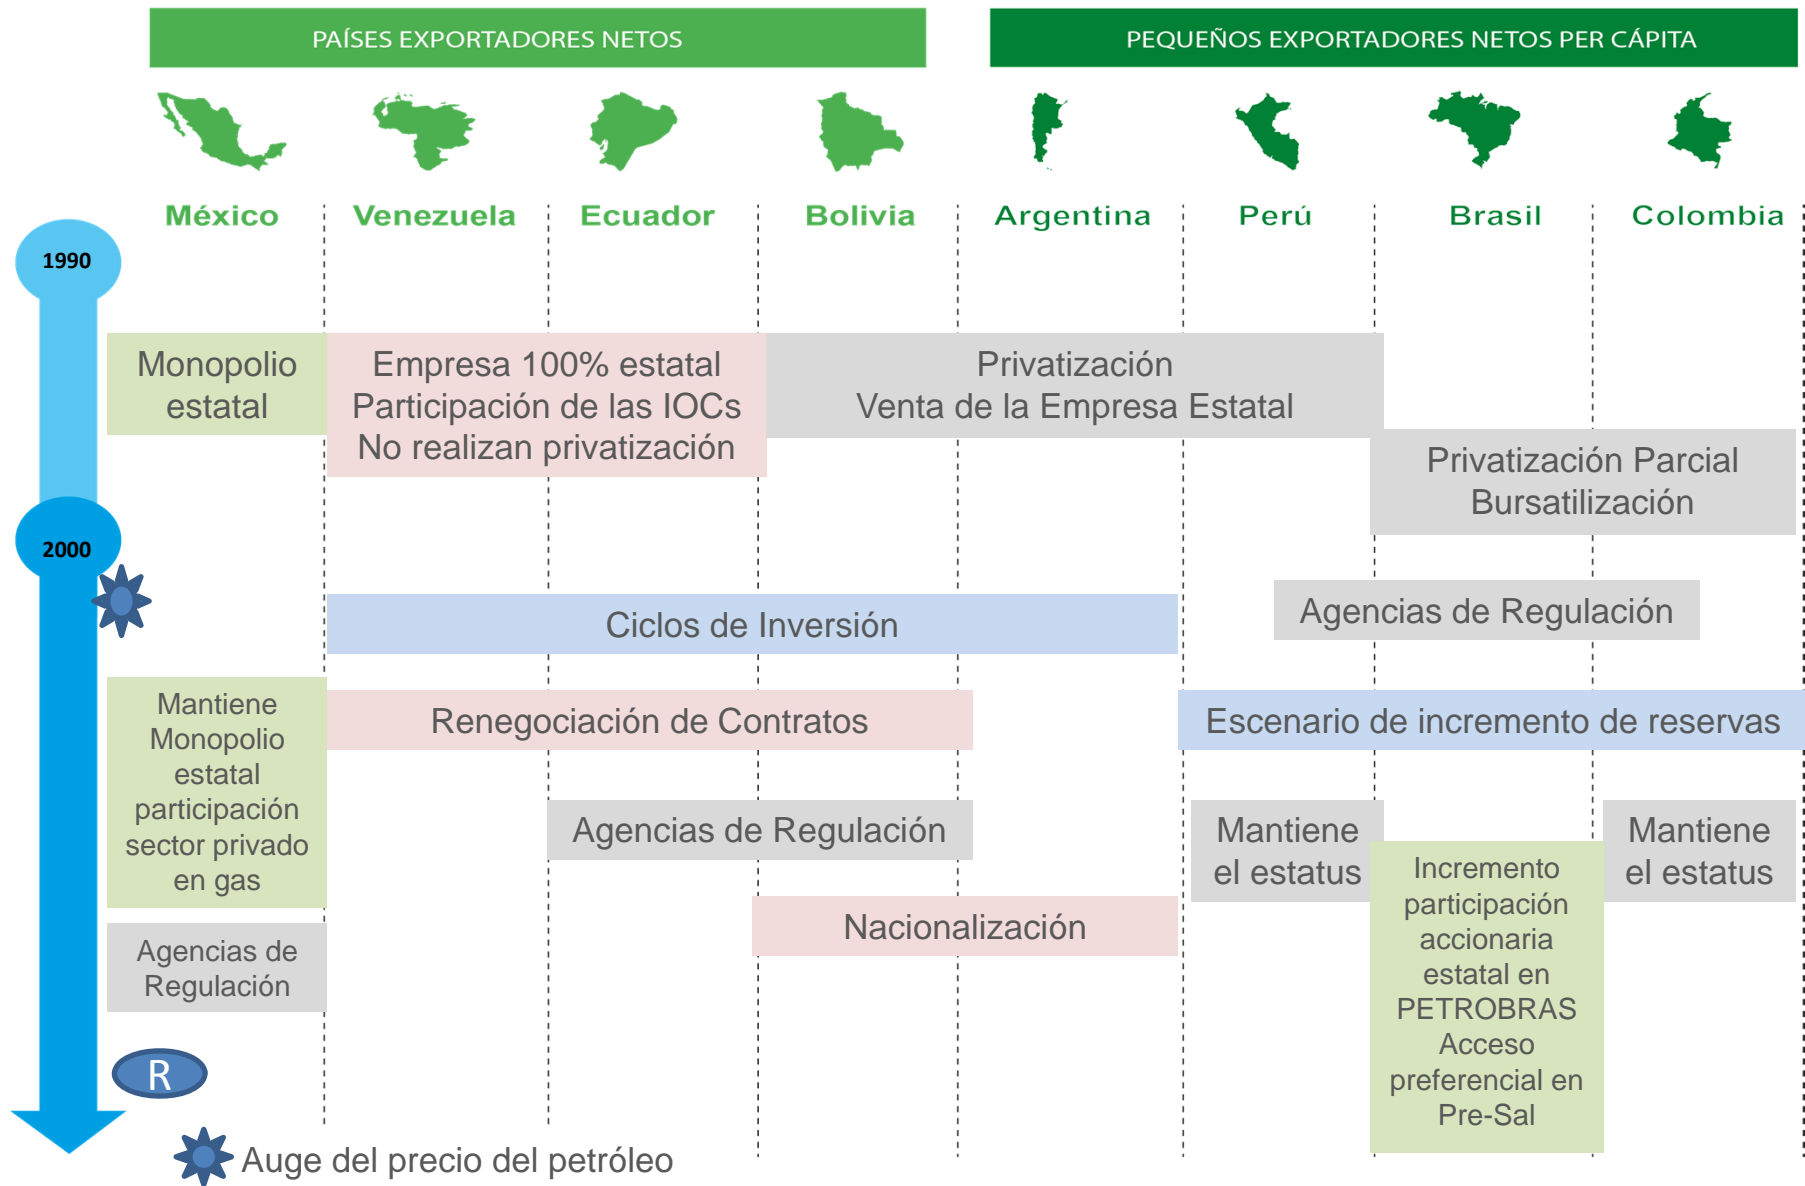 PAÍSES EXPORTADORES NETOS
PEQUEÑOS EXPORTADORES NETOS PER CÁPITA
México
Venezuela
Ecuador
Bolivia
Argentina
Perú
Brasil
Colombia
1990
Monopolio
estatal
Empresa 100% estatal
Participación de las IOCs
No realizan privatización
Privatización
Venta de la Empresa Estatal
Privatización Parcial
Bursatilización
2000
Ciclos de Inversión
Agencias de Regulación
Mantiene
Monopolio
estatal
participación
sector privado
en gas
Renegociación de Contratos
Escenario de incremento de reservas
Agencias de Regulación
Mantiene
el estatus
Incremento
participación
accionaria
estatal en
PETROBRAS
Acceso
preferencial en
Pre-Sal
Mantiene
el estatus
Nacionalización
Agencias de
Regulación
R
Auge del precio del petróleo